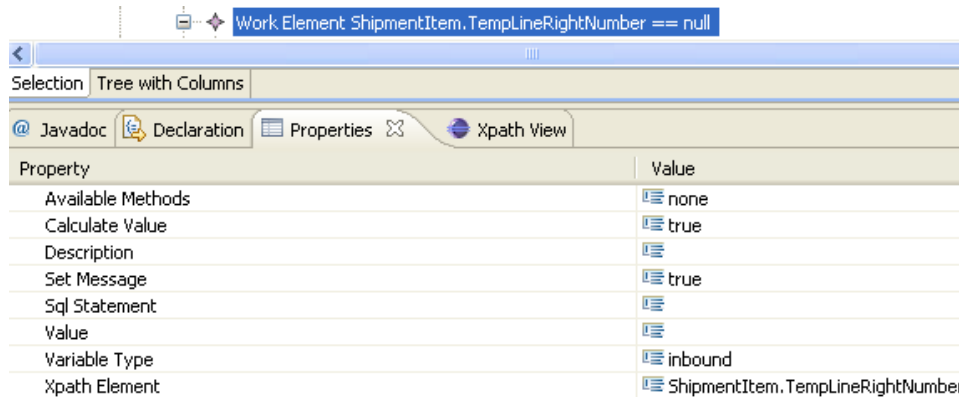 Work Element ShipmentItem.TempLineRightNumber == null
Selection Tree with Columns
@ Javadoc Declaration Properties Xpath View
Property Value
Available Methods none
Calculate Value true
Description
Set Message true
Sql Statement
Value
Variable Type inbound
Xpath Element ShipmentItem.TempLineRightNumber